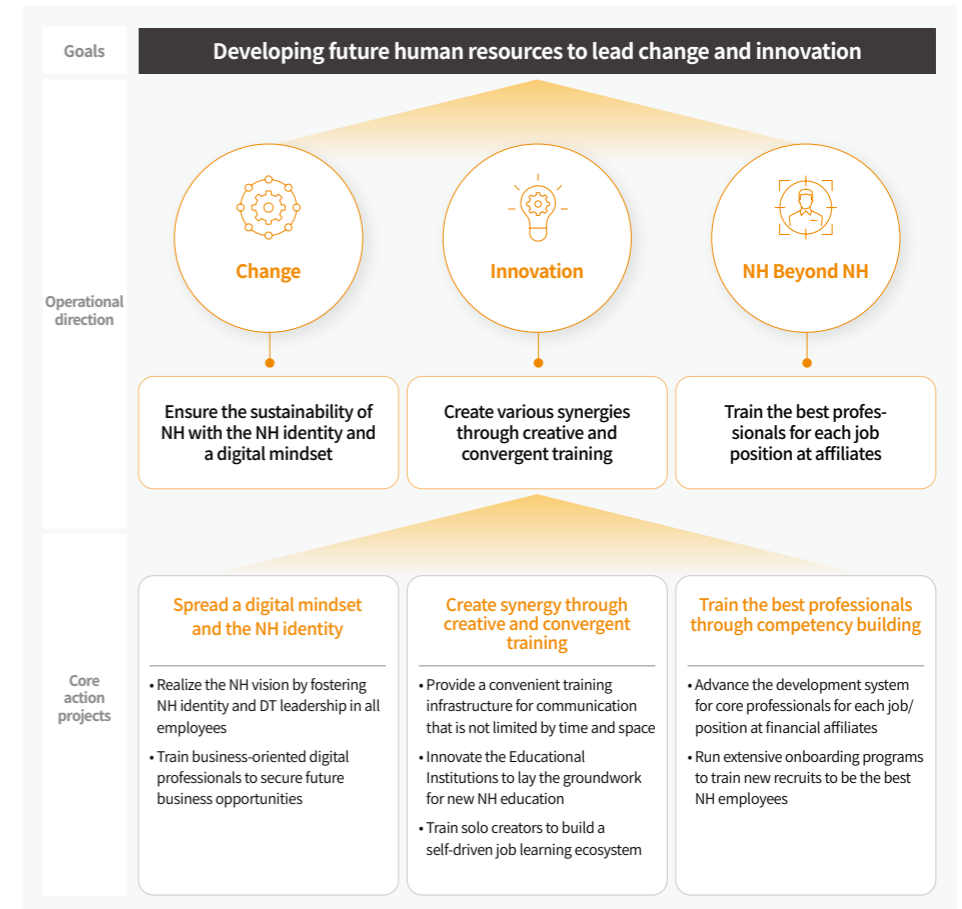 Goals
Developing future human resources to lead change and innovation
Operational
direction
Change
Innovation
NH Beyond NH
Ensure the sustainability of
NH with the NH identity and
a digital mindset
Create various synergies
through creative and
convergent training
Train the best profes-
sionals for each job
position at affiliates
Core
action
projects
Spread a digital mindset
and the NH identity
• Realize the NH vision by fostering
NH identity and DT leadership in all
employees
• Train business-oriented digital
professionals to secure future
business opportunities
Create synergy through
creative and convergent
training
• Provide a convenient training
infrastructure for communication
that is not limited by time and space
• Innovate the Educational
Institutions to lay the groundwork
for new NH education
• Train solo creators to build a
self-driven job learning ecosystem
Train the best professionals
through competency building
• Advance the development system
for core professionals for each job/
position at financial affiliates
• Run extensive onboarding programs
to train new recruits to be the best
NH employees